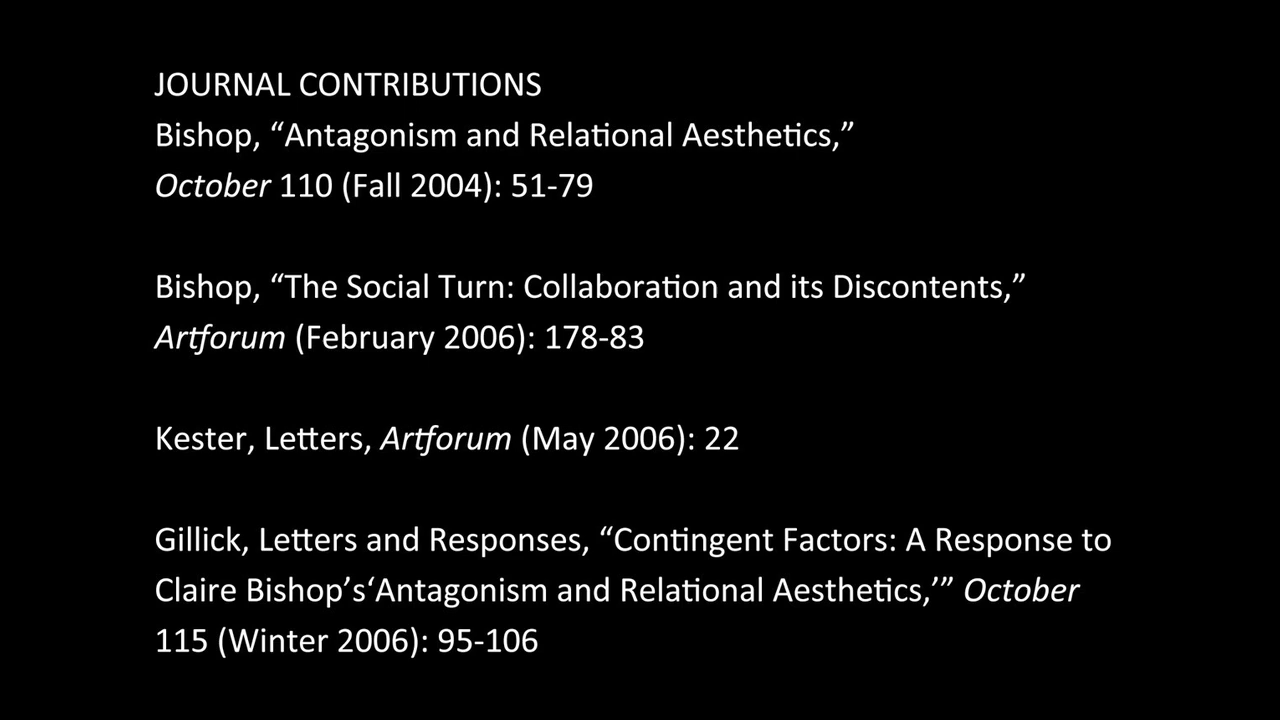 JOURNAL CONTRIBUTIONS
Bishop, “Antagonism and Relational Aesthetics,”
October 110 (Fall 2004): 51-79
Bishop, “The Social Turn: Collaboration and its Discontents,”
Artforum (February 2006): 178-83
Kester, Letters, Artforum (May 2006): 22
Gillick, Letters and Responses, “Contingent Factors: A Response to
Claire Bishop’s‘Antagonism and Relational Aesthetics,’” October
115 (Winter 2006): 95-106